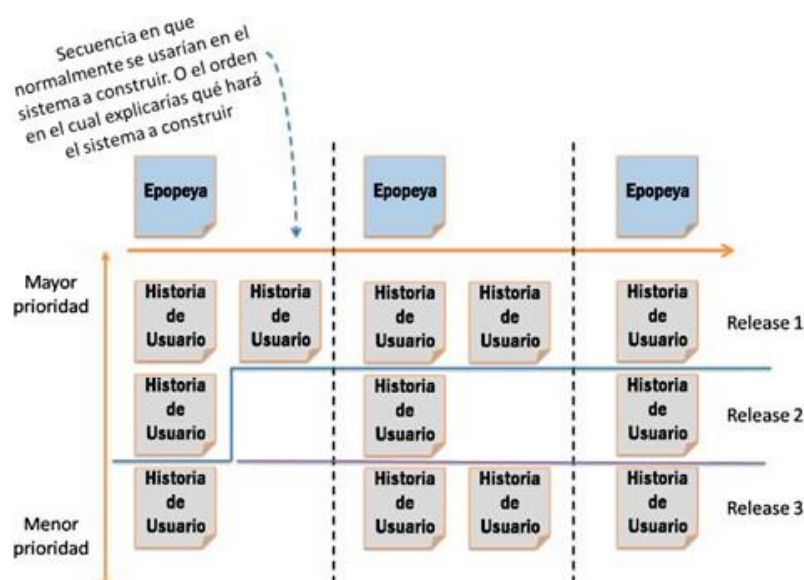 Secuencia en que
normalmente se usarían en el
sistema a construir. O el orden
en el cual explicarías qué hará
el sistema a construir
Epopeya
Epopeya
Epopeya
Mayor
prioridad
Historia
de
Usuario
Historia
de
Usuario
Historia
de
Usuario
Historia
de
Usuario
Historia
de
Usuario
Release 1
Historia
de
Usuario
Historia
de
Usuario
Historia
de
Usuario
Release 2
Historia
de
Usuario
Historia
de
Usuario
Historia
de
Usuario
Historia
de
Usuario
Release 3
Menor
prioridad